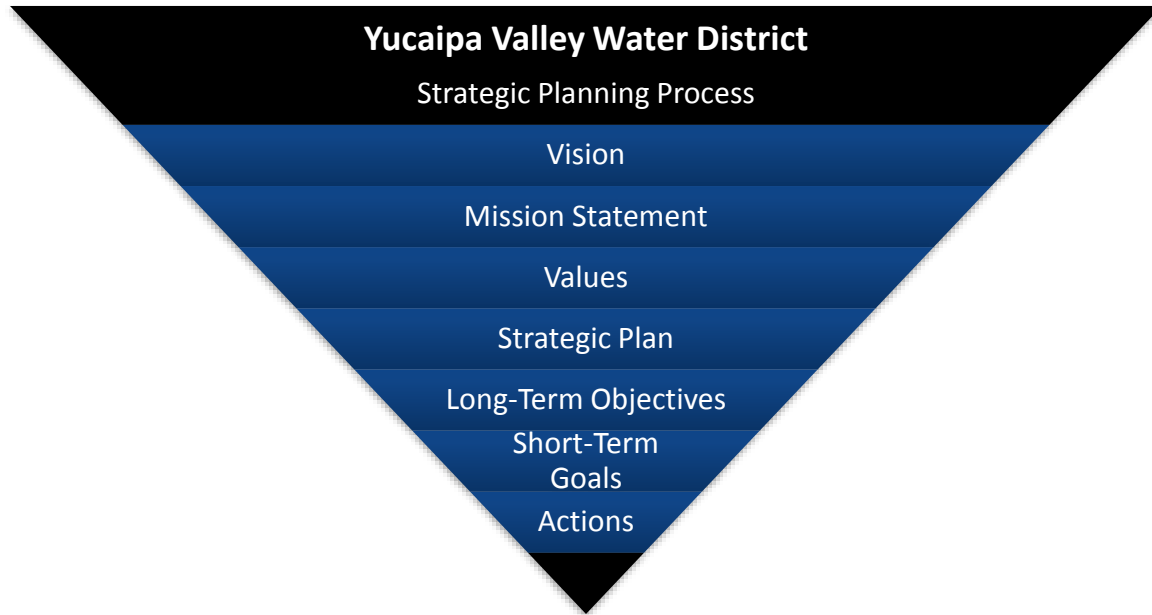 Yucaipa Valley Water District
Strategic Planning Process
Vision
Mission Statement
Values
Strategic Plan
Long-Term Objectives
Short-Term
Goals
Actions